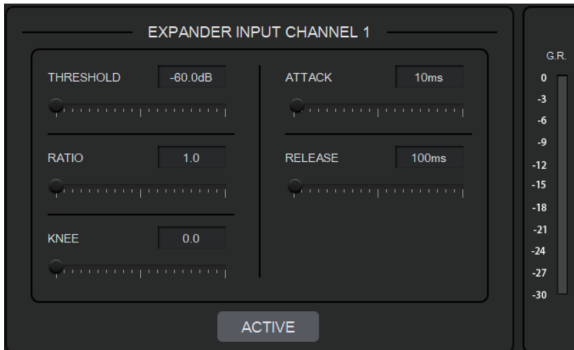 EXPANDER INPUT CHANNEL 1
THRESHOLD -60.0dB
RATIO 1.0
KNEE 0.0
ATTACK 10ms
RELEASE 100ms
ACTIVE
G.R.
0
-3
-6
-9
-12
-15
-18
-21
-24
-27
-30